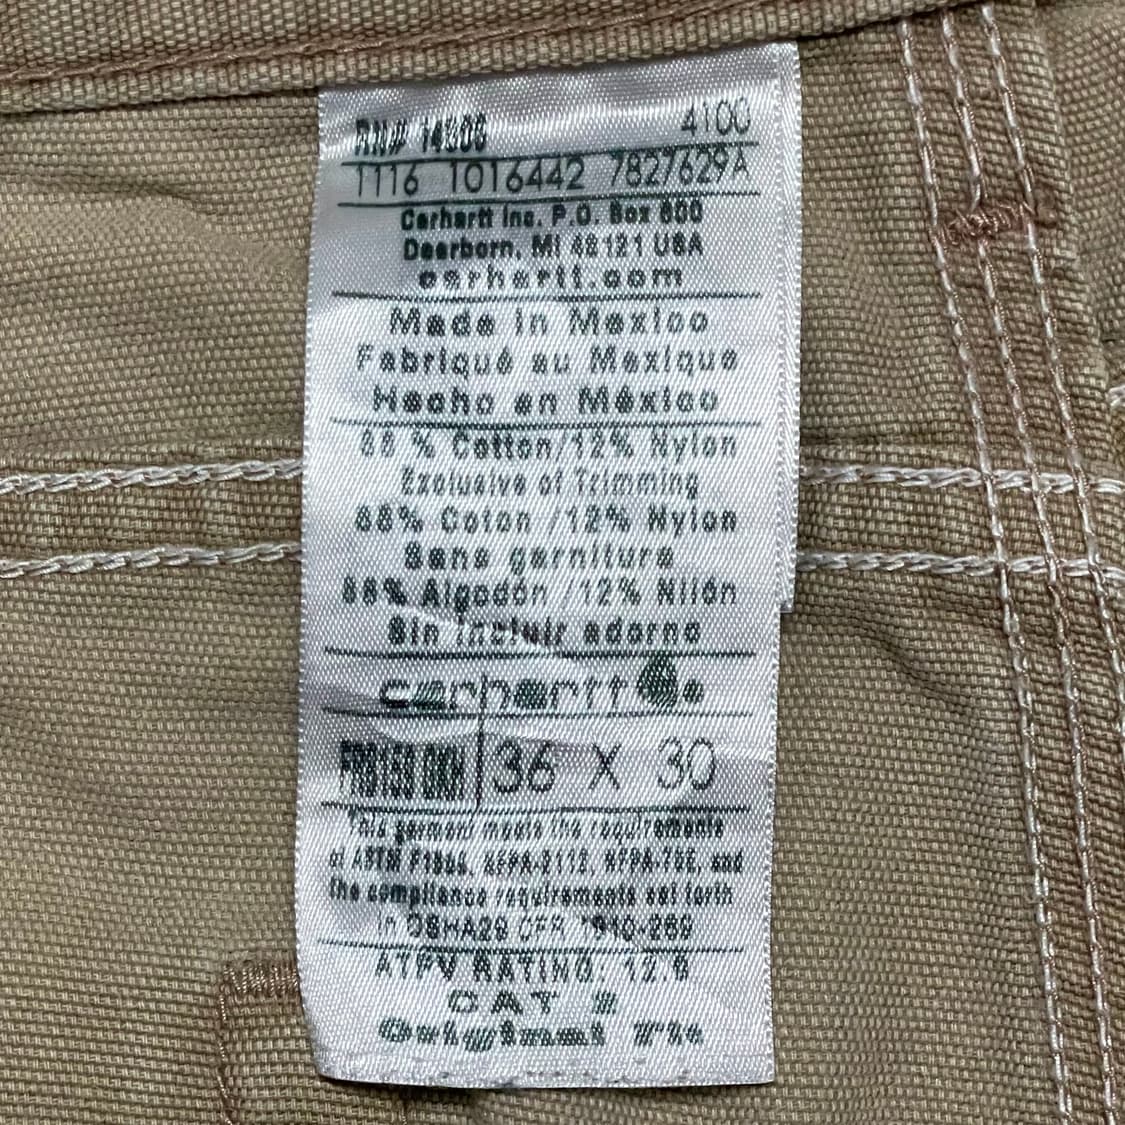 RN# 14806 4100
1116 1016442 7827629A
Carhartt Inc. P.O. Box 600
Dearborn, MI 48121 USA
carhartt.com
Made in Mexico
Fabriqué au Mexique
Hecho en México
88 % Cotton/12% Nylon
Exclusive of Trimming
88% Coton /12% Nylon
Sans garniture
88% Algodón /12% Nilón
Sin incluir adorno
carhartt
36 X 30
This garment meets the requirements
of ASTM F1506, NFPA-2112, NFPA-70E, and
the compliance requirements set forth
in OSHA29 CFR 1910-269
ATPV RATING: 12.6
CAT 2
Original Fit